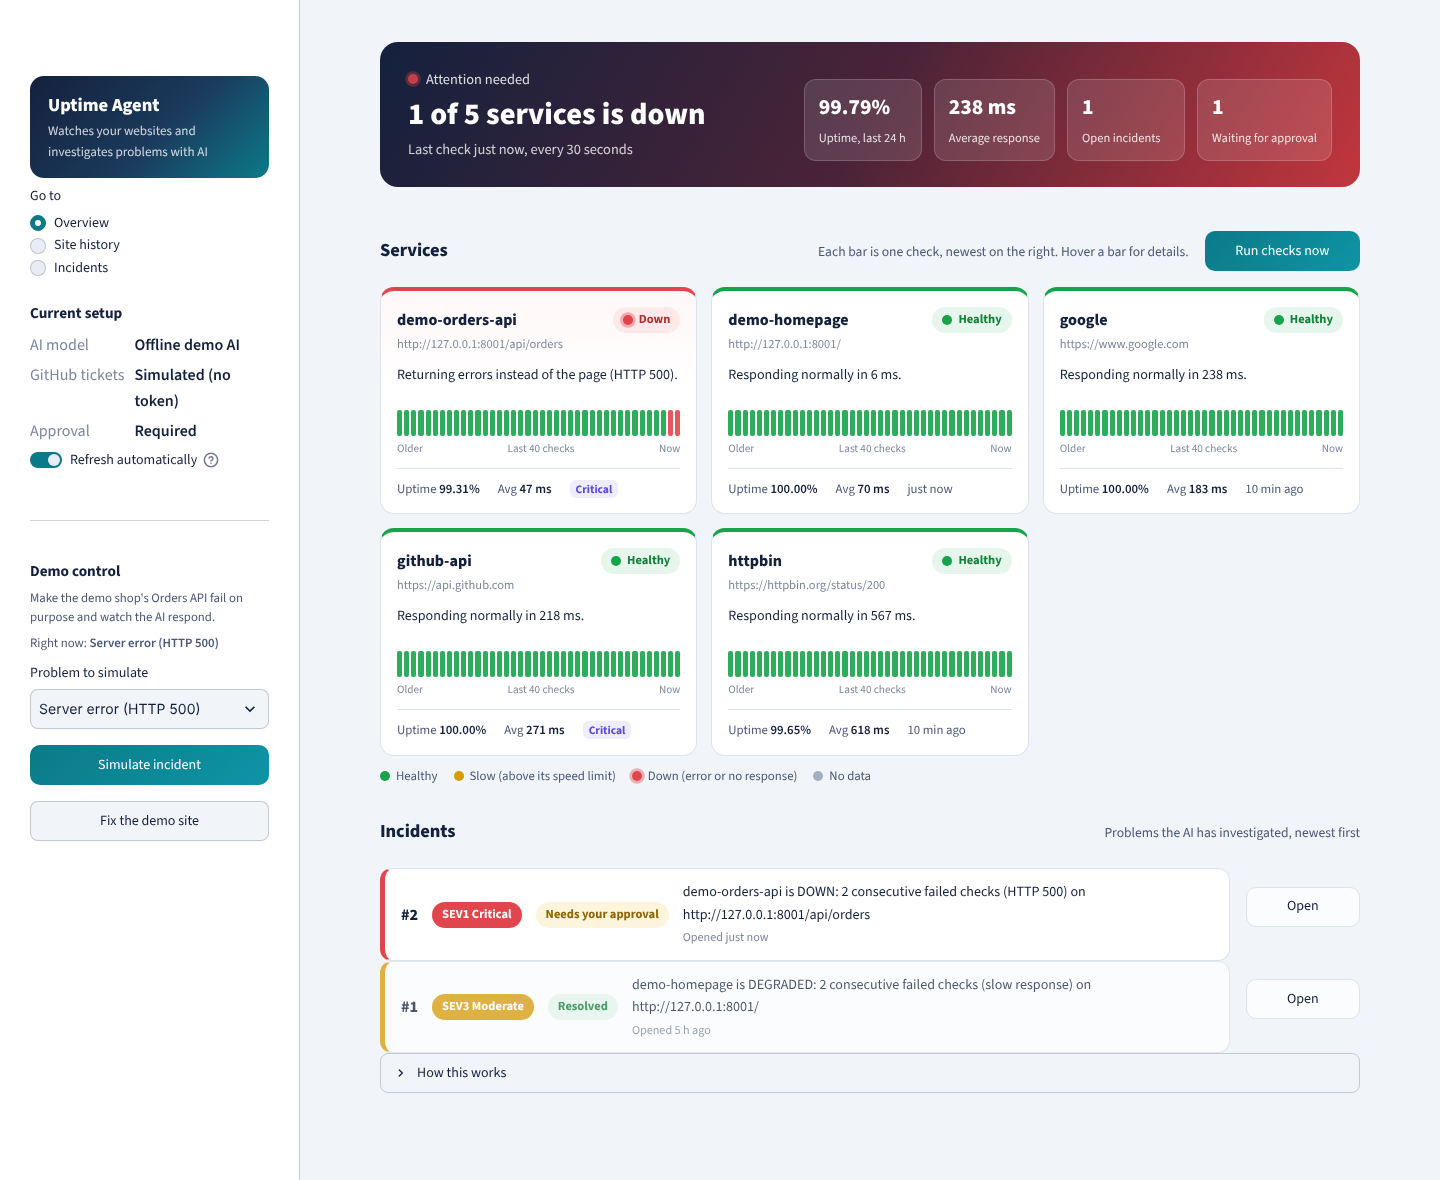 Uptime Agent
Watches your websites and
investigates problems with AI
Go to
Overview
Site history
Incidents
Current setup
AI model Offline demo AI
GitHub tickets Simulated (no
token)
Approval Required
Refresh automatically ?
Demo control
Make the demo shop's Orders API fail on
purpose and watch the AI respond.
Right now: Server error (HTTP 500)
Problem to simulate
Server error (HTTP 500)
Simulate incident
Fix the demo site
Attention needed
1 of 5 services is down
Last check just now, every 30 seconds
99.79%
Uptime, last 24 h
238 ms
Average response
1
Open incidents
1
Waiting for approval
Services
Each bar is one check, newest on the right. Hover a bar for details.
Run checks now
demo-orders-api Down
http://127.0.0.1:8001/api/orders
Returning errors instead of the page (HTTP 500).
Older Last 40 checks Now
Uptime 99.31% Avg 47 ms Critical
demo-homepage Healthy
http://127.0.0.1:8001/
Responding normally in 6 ms.
Older Last 40 checks Now
Uptime 100.00% Avg 70 ms just now
google Healthy
https://www.google.com
Responding normally in 238 ms.
Older Last 40 checks Now
Uptime 100.00% Avg 183 ms 10 min ago
github-api Healthy
https://api.github.com
Responding normally in 218 ms.
Older Last 40 checks Now
Uptime 100.00% Avg 271 ms Critical
httpbin Healthy
https://httpbin.org/status/200
Responding normally in 567 ms.
Older Last 40 checks Now
Uptime 99.65% Avg 618 ms 10 min ago
Healthy Slow (above its speed limit) Down (error or no response) No data
Incidents
Problems the AI has investigated, newest first
#2 SEV1 Critical Needs your approval
demo-orders-api is DOWN: 2 consecutive failed checks (HTTP 500) on
http://127.0.0.1:8001/api/orders
Opened just now
Open
#1 SEV3 Moderate Resolved
demo-homepage is DEGRADED: 2 consecutive failed checks (slow response) on
http://127.0.0.1:8001/
Opened 5 h ago
Open
How this works